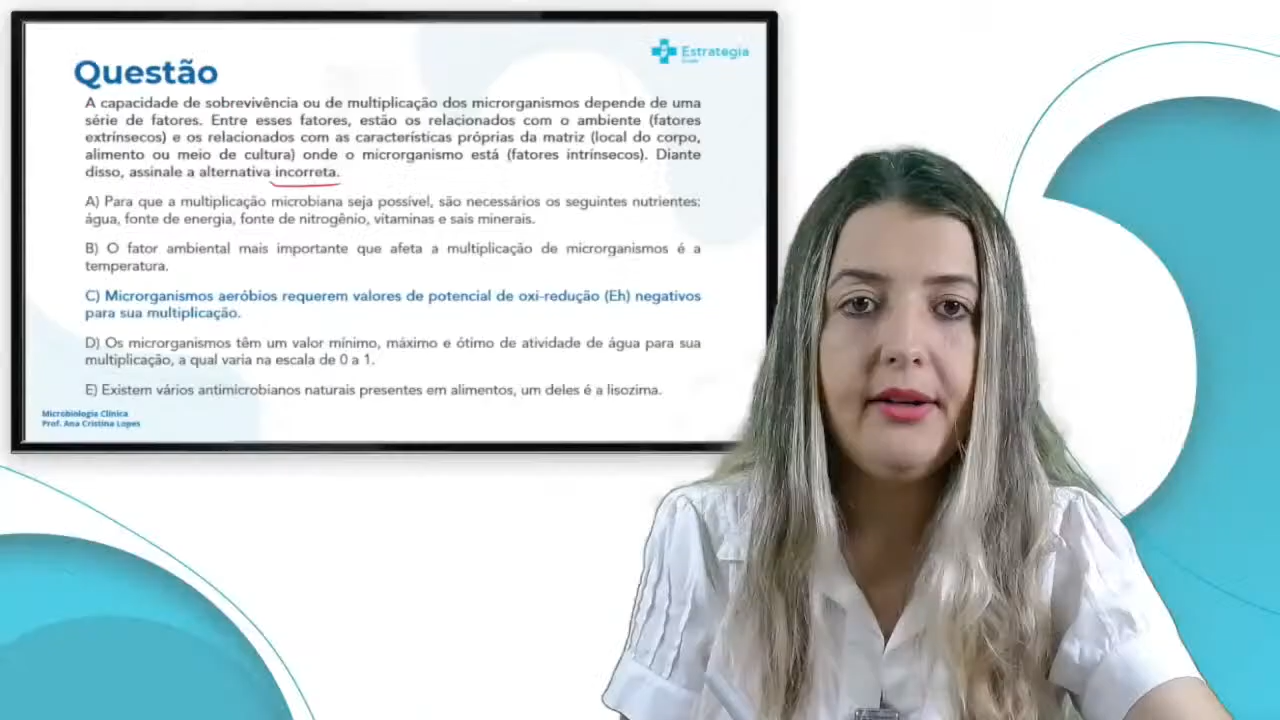 Estrategia
Questão
A capacidade de sobrevivência ou de multiplicação dos microrganismos depende de uma
série de fatores. Entre esses fatores, estão os relacionados com o ambiente (fatores
extrínsecos) e os relacionados com as características próprias da matriz (local do corpo,
alimento ou meio de cultura) onde o microrganismo está (fatores intrínsecos). Diante
disso, assinale a alternativa incorreta.
A) Para que a multiplicação microbiana seja possível, são necessários os seguintes nutrientes:
água, fonte de energia, fonte de nitrogênio, vitaminas e sais minerais.
B) O fator ambiental mais importante que afeta a multiplicação de microrganismos é a
temperatura.
C) Microrganismos aeróbios requerem valores de potencial de oxi-redução (Eh) negativos
para sua multiplicação.
D) Os microrganismos têm um valor mínimo, máximo e ótimo de atividade de água para sua
multiplicação, a qual varia na escala de 0 a 1.
E) Existem vários antimicrobianos naturais presentes em alimentos, um deles é a lisozima.
Microbiologia Clínica
Prof. Ana Cristina Lopes